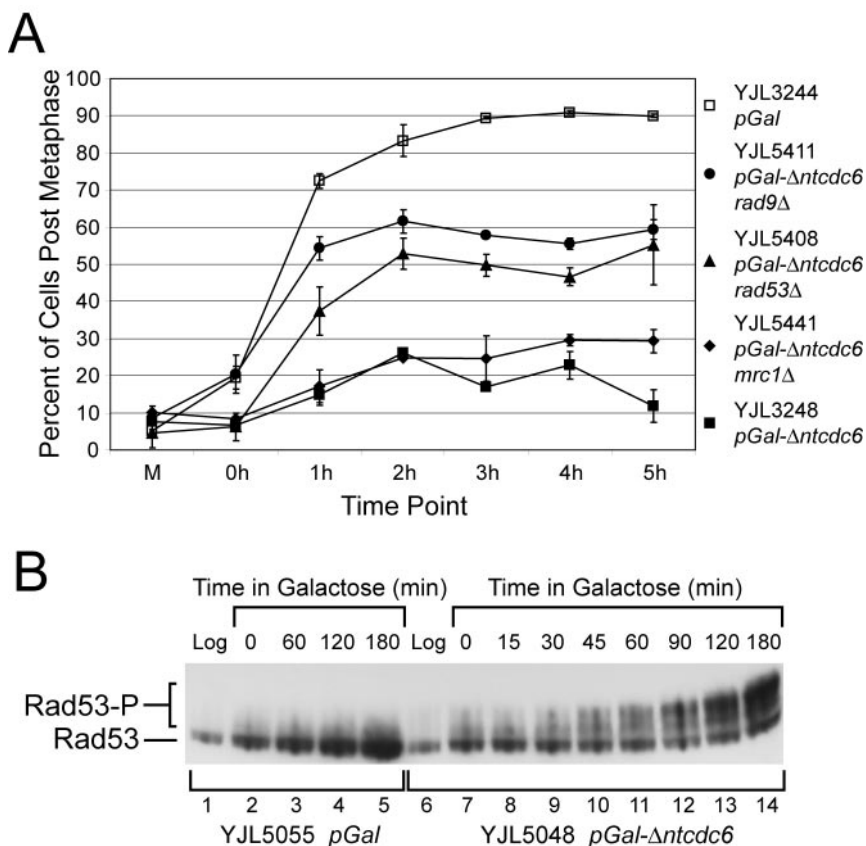 A
Percent of Cells Post Metaphase
100
90
80
70
60
50
40
30
20
10
0
M 0h 1h 2h 3h 4h 5h
Time Point
YJL3244
pGal
YJL5411
pGal-Δntcdc6
rad9Δ
YJL5408
pGal-Δntcdc6
rad53Δ
YJL5441
pGal-Δntcdc6
mrc1Δ
YJL3248
pGal-Δntcdc6
B
Time in Galactose (min) Time in Galactose (min)
Log 0 60 120 180 Log 0 15 30 45 60 90 120 180
Rad53-P
Rad53
1 2 3 4 5 6 7 8 9 10 11 12 13 14
YJL5055 pGal YJL5048 pGal-Δntcdc6